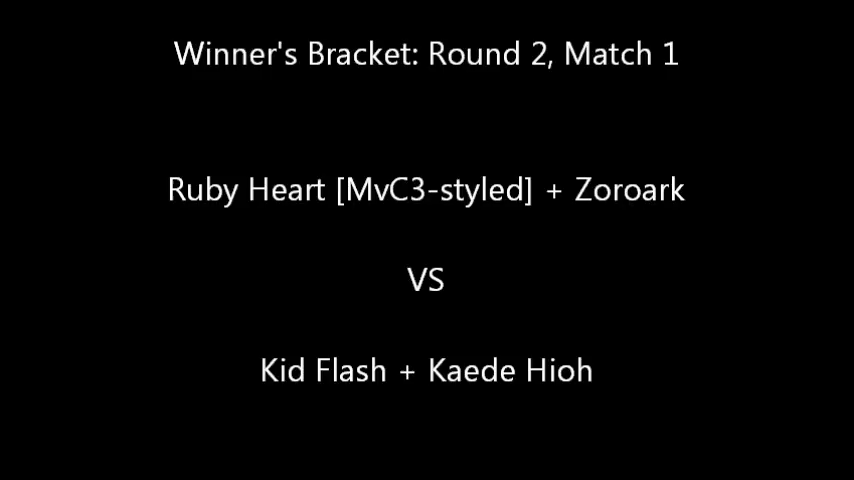 Winner's Bracket: Round 2, Match 1
Ruby Heart [MvC3-styled] + Zoroark
VS
Kid Flash + Kaede Hioh